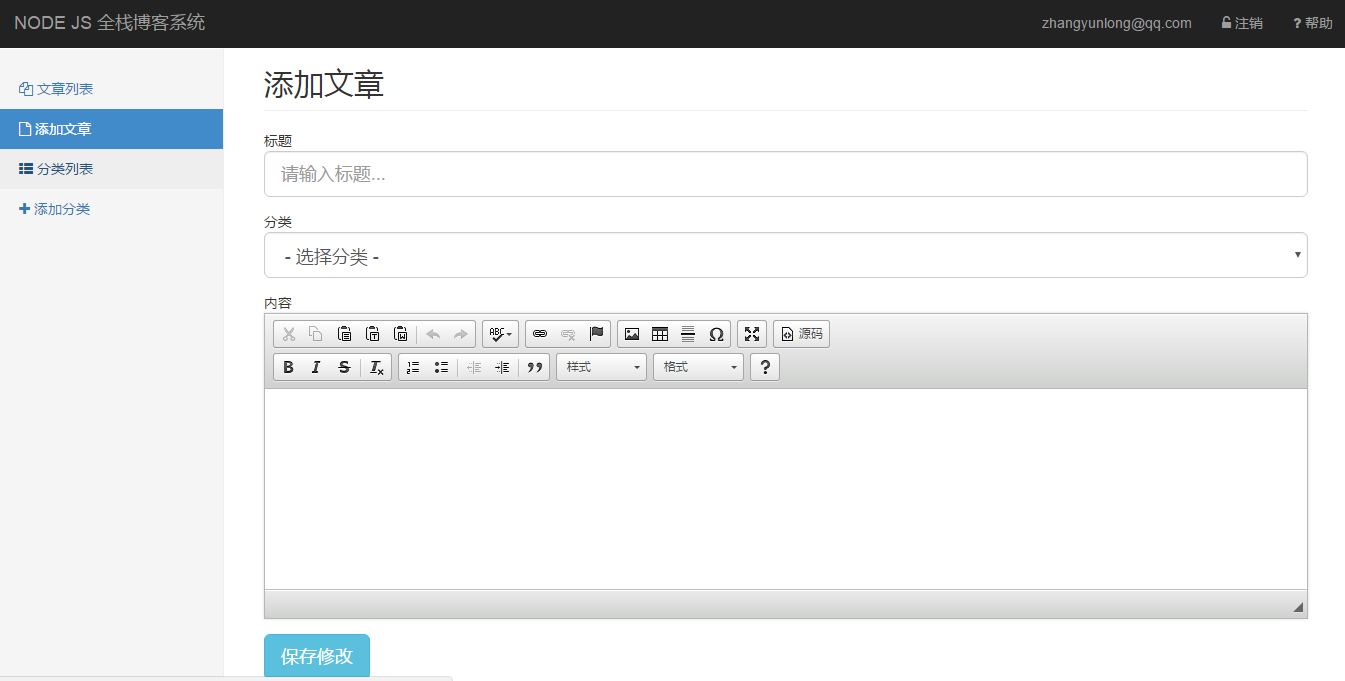 NODE JS 全栈博客系统
zhangyunlong@qq.com 注销 ? 帮助
文章列表
添加文章
分类列表
添加分类
添加文章
标题
请输入标题...
分类
- 选择分类 -
内容
ABC Ω 源码
B I S Tx 样式 格式 ?
保存修改